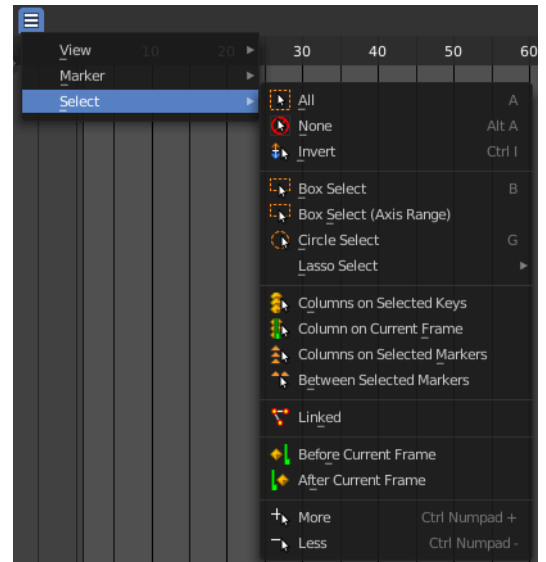 View
10 20 30 40 50 60
Marker
Select
All A
None Alt A
Invert Ctrl I
Box Select B
Box Select (Axis Range)
Circle Select G
Lasso Select
Columns on Selected Keys
Column on Current Frame
Columns on Selected Markers
Between Selected Markers
Linked
Before Current Frame
After Current Frame
More Ctrl Numpad +
Less Ctrl Numpad -